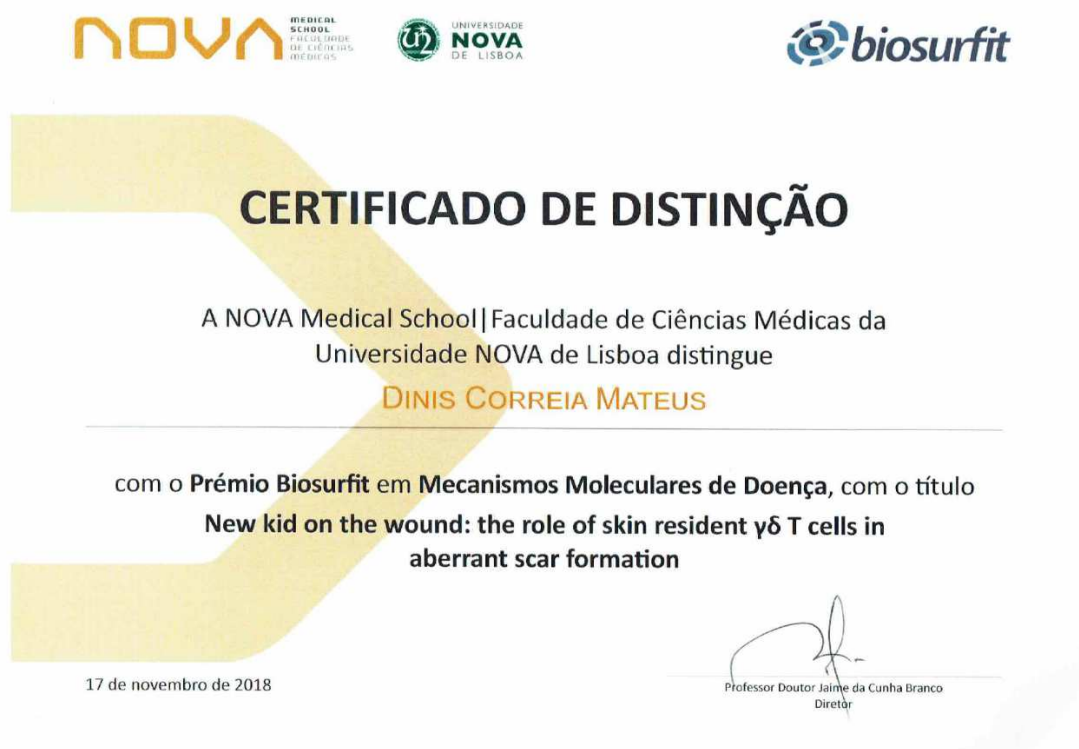 NOVA
MEDICAL
SCHOOL
FACULDADE
DE CIÊNCIAS
MÉDICAS
UNIVERSIDADE
NOVA
DE LISBOA
biosurfit
CERTIFICADO DE DISTINÇÃO
A NOVA Medical School|Faculdade de Ciências Médicas da
Universidade NOVA de Lisboa distingue
DINIS CORREIA MATEUS
com o Prémio Biosurfit em Mecanismos Moleculares de Doença, com o título
New kid on the wound: the role of skin resident γδ T cells in
aberrant scar formation
17 de novembro de 2018
Professor Doutor Jaime da Cunha Branco
Diretor